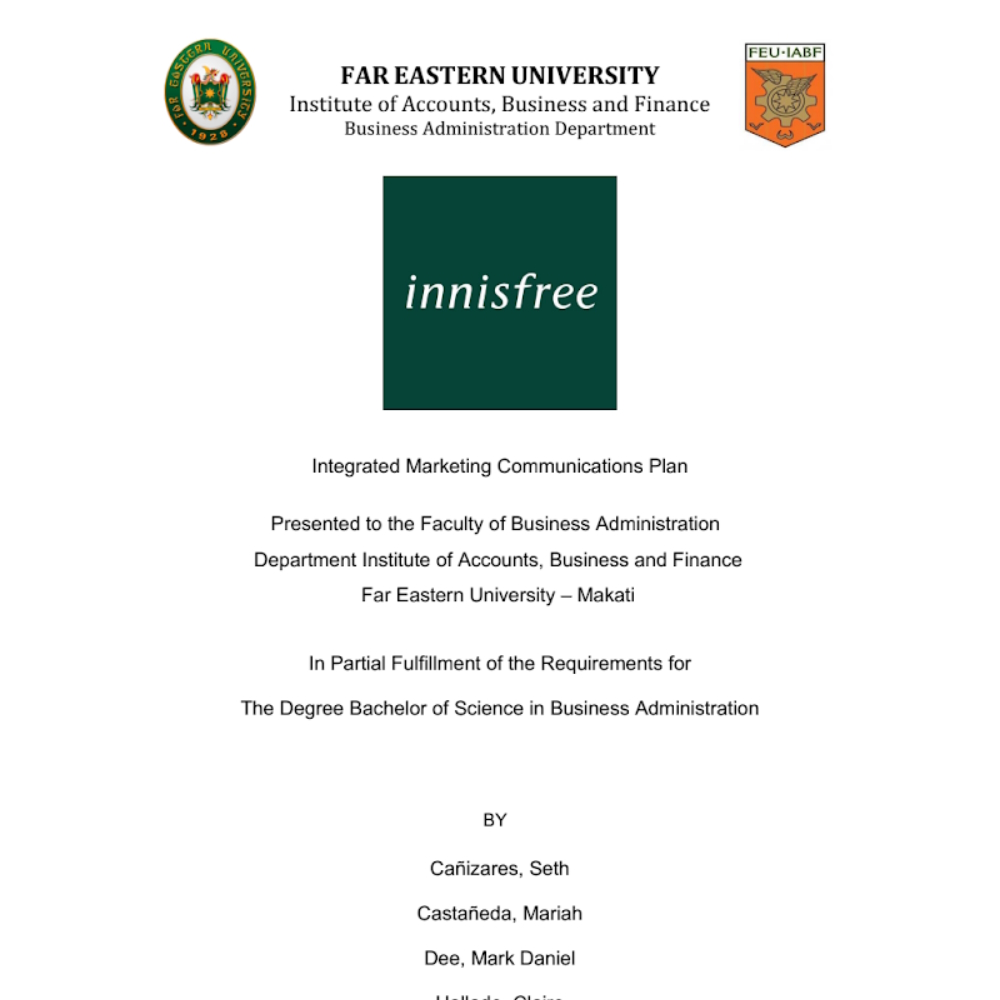 FAR EASTERN UNIVERSITY
Institute of Accounts, Business and Finance
Business Administration Department
FAR EASTERN UNIVERSITY
1928
FEU·IABF
innisfree
Integrated Marketing Communications Plan
Presented to the Faculty of Business Administration
Department Institute of Accounts, Business and Finance
Far Eastern University – Makati
In Partial Fulfillment of the Requirements for
The Degree Bachelor of Science in Business Administration
BY
Cañizares, Seth
Castañeda, Mariah
Dee, Mark Daniel